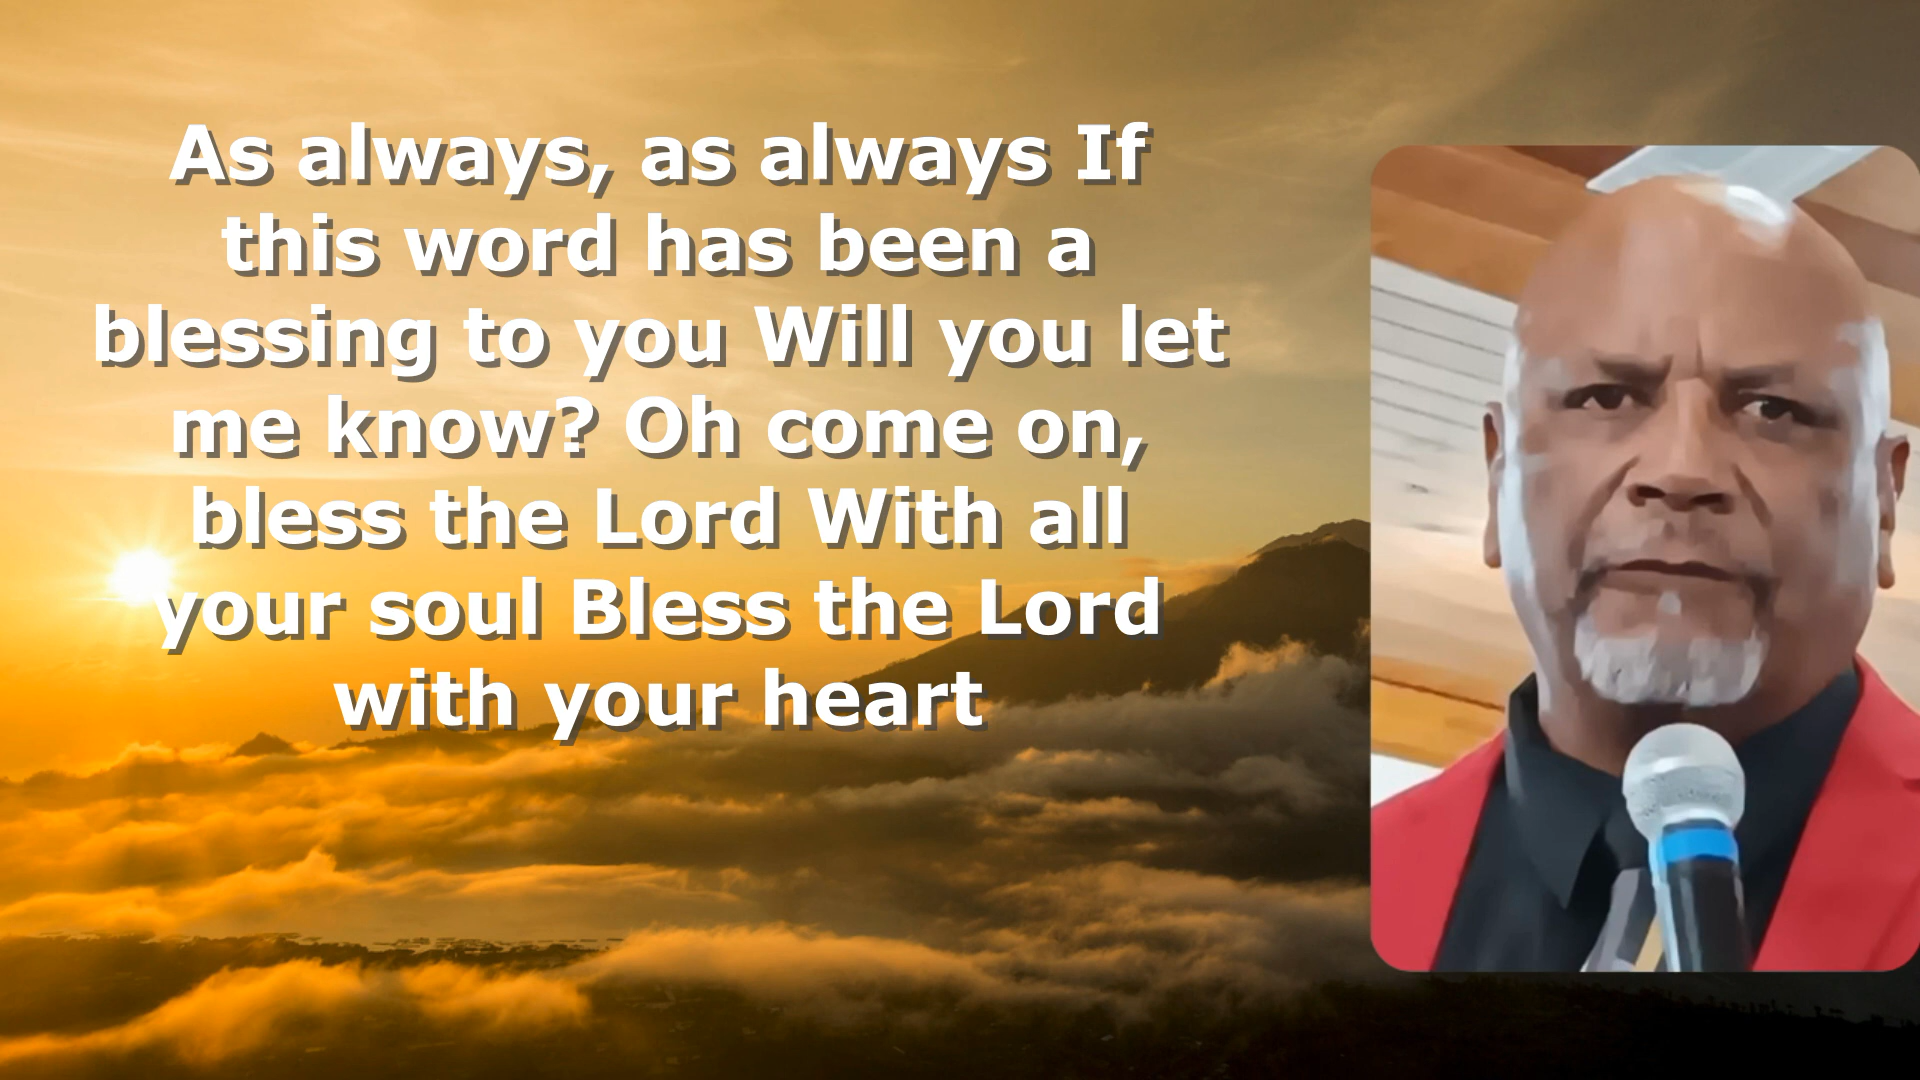 As always, as always If
this word has been a
blessing to you Will you let
me know? Oh come on,
bless the Lord With all
your soul Bless the Lord
with your heart